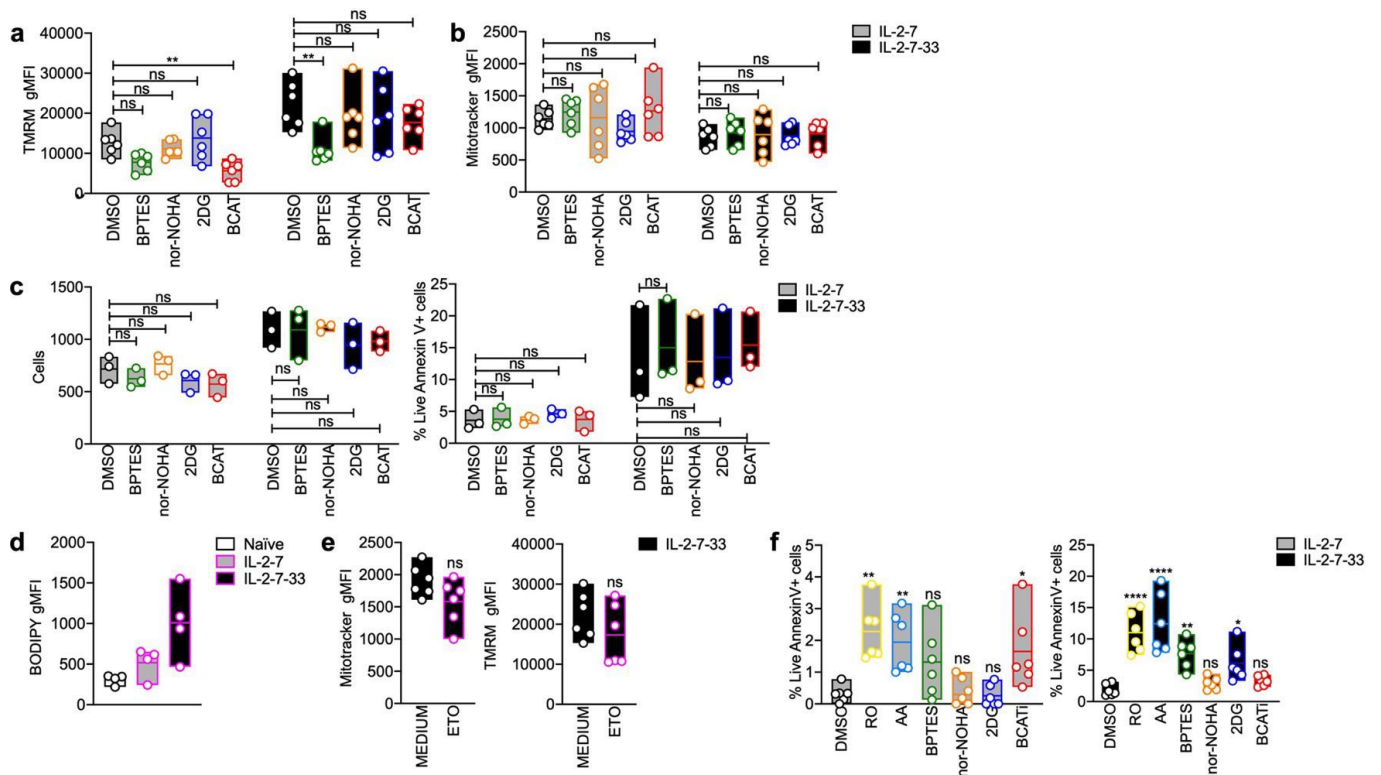 a
TMRM gMFI
40000
30000
20000
10000
0
ns
ns
ns
**
**
ns
ns
ns
DMSO
BPTES
nor-NOHA
2DG
BCAT
DMSO
BPTES
nor-NOHA
2DG
BCAT
b
Mitotracker gMFI
2500
2000
1500
1000
500
0
ns
ns
ns
ns
ns
ns
ns
ns
DMSO
BPTES
nor-NOHA
2DG
BCAT
DMSO
BPTES
nor-NOHA
2DG
BCAT
IL-2-7
IL-2-7-33
c
Cells
1500
1000
500
0
ns
ns
ns
ns
ns
ns
ns
ns
DMSO
BPTES
nor-NOHA
2DG
BCAT
DMSO
BPTES
nor-NOHA
2DG
BCAT
% Live Annexin V+ cells
25
20
15
10
5
0
ns
ns
ns
ns
ns
ns
ns
ns
DMSO
BPTES
nor-NOHA
2DG
BCAT
DMSO
BPTES
nor-NOHA
2DG
BCAT
IL-2-7
IL-2-7-33
d
BODIPY gMFI
2000
1500
1000
500
0
Naïve
IL-2-7
IL-2-7-33
e
Mitotracker gMFI
2500
2000
1500
1000
500
0
ns
MEDIUM
ETO
TMRM gMFI
40000
30000
20000
10000
0
ns
MEDIUM
ETO
IL-2-7-33
f
% Live AnnexinV+ cells
5
4
3
2
1
0
**
**
ns
ns
ns
*
DMSO
RO
AA
BPTES
nor-NOHA
2DG
BCATi
% Live AnnexinV+ cells
25
20
15
10
5
0
****
****
**
ns
*
ns
DMSO
RO
AA
BPTES
nor-NOHA
2DG
BCATi
IL-2-7
IL-2-7-33